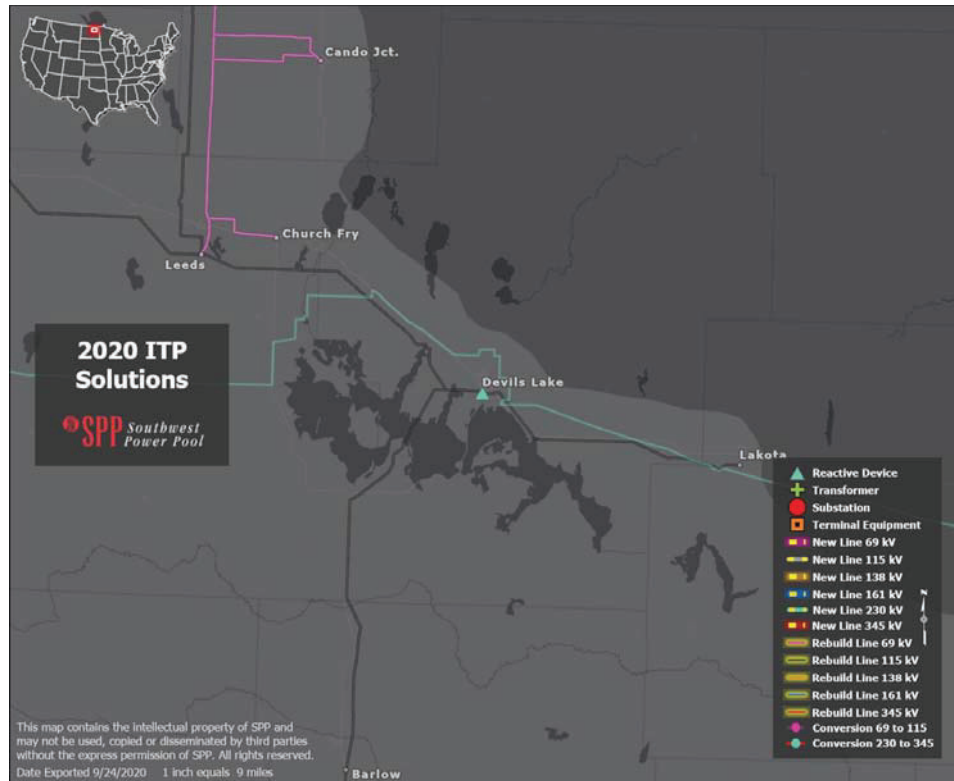 Cando Jct.
Church Fry
Leeds
2020 ITP
Solutions
SPP Southwest
Power Pool
Devils Lake
Lakota
Reactive Device
Transformer
Substation
Terminal Equipment
New Line 69 kV
New Line 115 kV
New Line 138 kV
New Line 161 kV
New Line 230 kV
New Line 345 kV
Rebuild Line 69 kV
Rebuild Line 115 kV
Rebuild Line 138 kV
Rebuild Line 161 kV
Rebuild Line 345 kV
Conversion 69 to 115
Conversion 230 to 345
N
This map contains the intellectual property of SPP and
may not be used, copied or disseminated by third parties
without the express permission of SPP. All rights reserved.
Date Exported 9/24/2020 1 inch equals 9 miles
Barlow